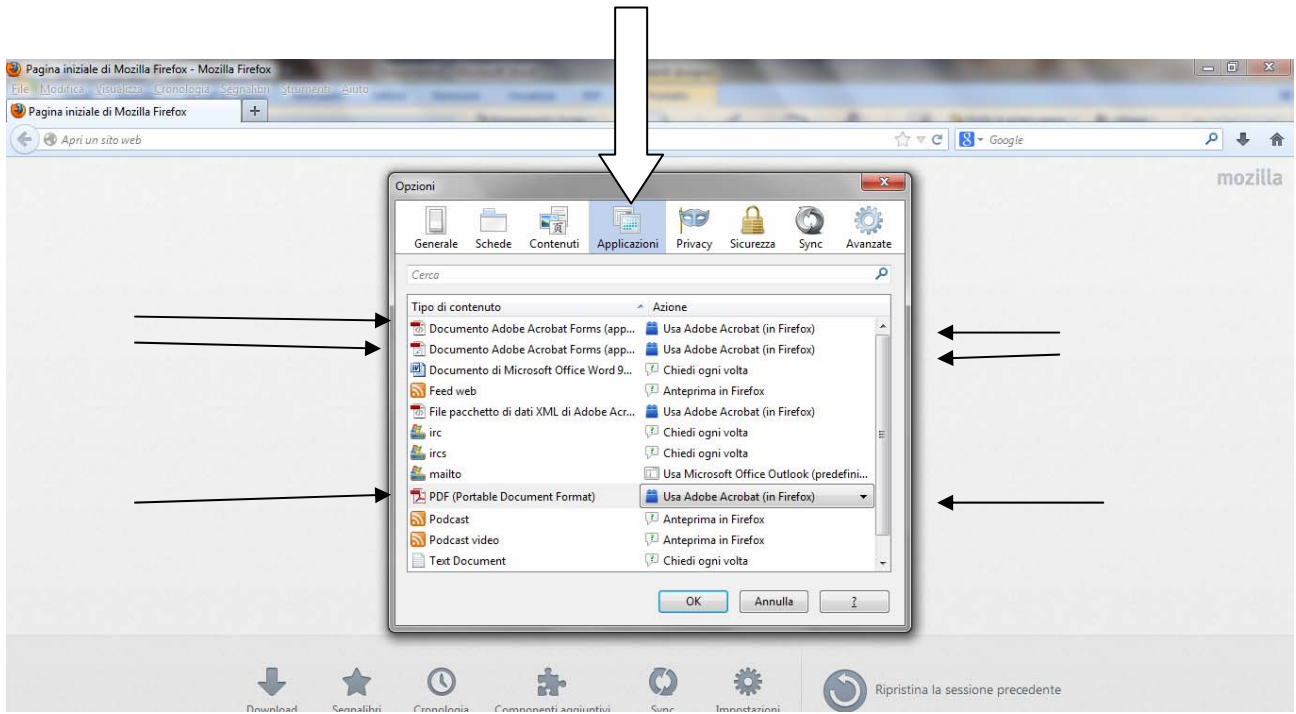 Pagina iniziale di Mozilla Firefox - Mozilla Firefox
File Modifica Visualizza Cronologia Segnalibri Strumenti Aiuto
Pagina iniziale di Mozilla Firefox +
Apri un sito web
8 Google
mozilla
Opzioni
Generale Schede Contenuti Applicazioni Privacy Sicurezza Sync Avanzate
Cerca
Tipo di contenuto Azione
Documento Adobe Acrobat Forms (app... Usa Adobe Acrobat (in Firefox)
Documento Adobe Acrobat Forms (app... Usa Adobe Acrobat (in Firefox)
Documento di Microsoft Office Word 9... Chiedi ogni volta
Feed web Anteprima in Firefox
File pacchetto di dati XML di Adobe Acr... Usa Adobe Acrobat (in Firefox)
irc Chiedi ogni volta
ircs Chiedi ogni volta
mailto Usa Microsoft Office Outlook (predefini...
PDF (Portable Document Format) Usa Adobe Acrobat (in Firefox)
Podcast Anteprima in Firefox
Podcast video Anteprima in Firefox
Text Document Chiedi ogni volta
OK Annulla ?
Download Segnalibri Cronologia Componenti aggiuntivi Sync Impostazioni Ripristina la sessione precedente